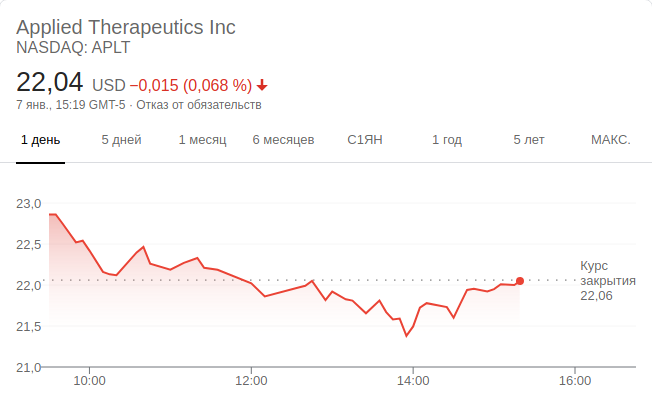 Applied Therapeutics Inc
NASDAQ: APLT
22,04 USD −0,015 (0,068 %)
7 янв., 15:19 GMT-5 · Отказ от обязательств
1 день 5 дней 1 месяц 6 месяцев С1ЯН 1 год 5 лет МАКС.
23,0
22,5
22,0
21,5
21,0
Курс
закрытия
22,06
10:00 12:00 14:00 16:00